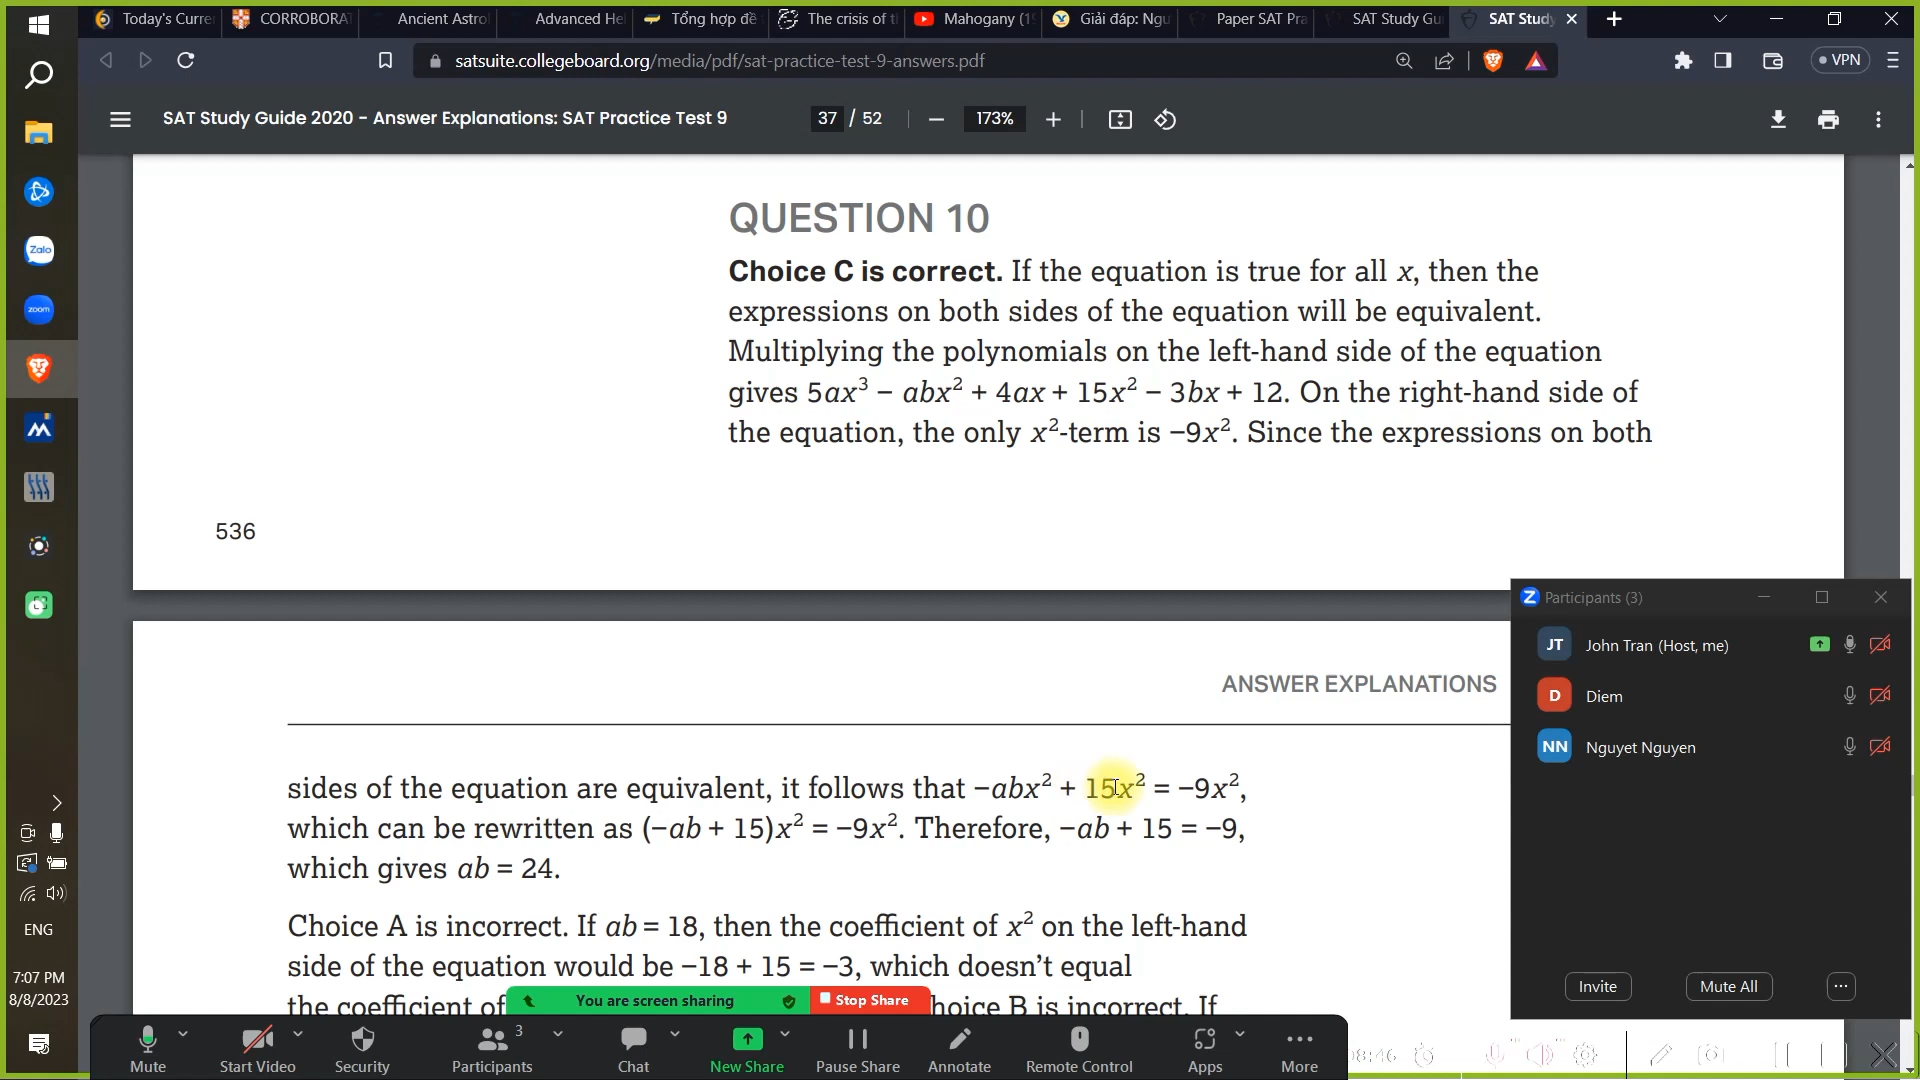 Today's Curre
CORROBORAT
Ancient Astrol
Advanced He
Tổng hợp đề
The crisis of t
Mahogany (1
Giải đáp: Ngu
Paper SAT Pra
SAT Study Gu
SAT Study
satsuite.collegeboard.org/media/pdf/sat-practice-test-9-answers.pdf
VPN
SAT Study Guide 2020 - Answer Explanations: SAT Practice Test 9
37 / 52
173%
QUESTION 10
Choice C is correct. If the equation is true for all x, then the
expressions on both sides of the equation will be equivalent.
Multiplying the polynomials on the left-hand side of the equation
gives 5ax³ − abx² + 4ax + 15x² − 3bx + 12. On the right-hand side of
the equation, the only x²-term is −9x². Since the expressions on both
536
ANSWER EXPLANATIONS
sides of the equation are equivalent, it follows that −abx² + 15x² = −9x²,
which can be rewritten as (−ab + 15)x² = −9x². Therefore, −ab + 15 = −9,
which gives ab = 24.
Choice A is incorrect. If ab = 18, then the coefficient of x² on the left-hand
side of the equation would be −18 + 15 = −3, which doesn't equal
the coefficient of
hoice B is incorrect. If
You are screen sharing
Stop Share
Participants (3)
JT John Tran (Host, me)
D Diem
NN Nguyet Nguyen
Invite
Mute All
Zalo
zoom
ENG
7:07 PM
8/8/2023
Mute
Start Video
Security
3
Participants
Chat
New Share
Pause Share
Annotate
Remote Control
Apps
More
08:46